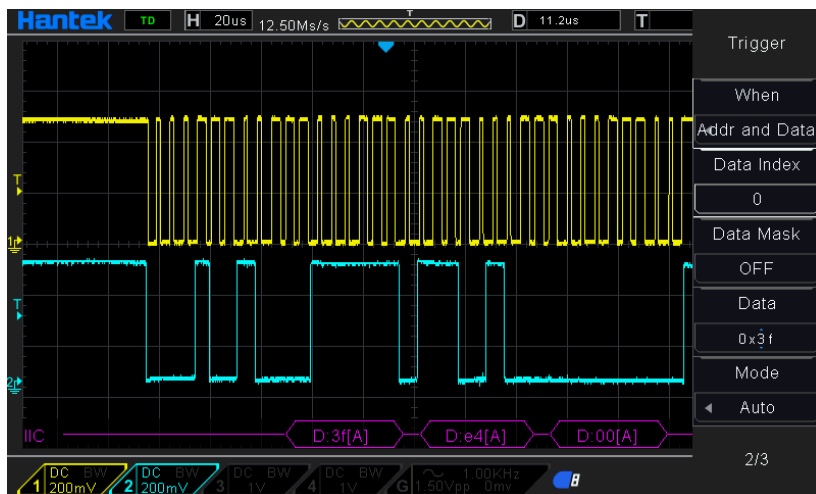 Hantek TD H 20us 12.50Ms/s T D 11.2us T
Trigger
When
Addr and Data
Data Index
0
Data Mask
OFF
Data
0x3f
Mode
Auto
2/3
T
1
T
2
IIC D:3f[A] D:e4[A] D:00[A]
1 DC BW 200mV 2 DC BW 200mV 3 DC BW 1V 4 DC BW 1V G 1.00KHz 1.50Vpp 0mv